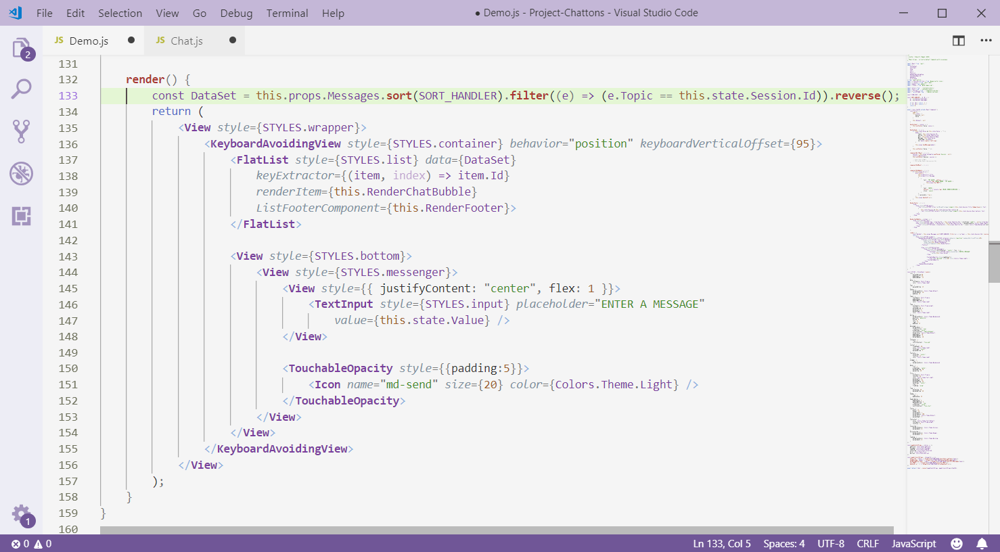 File Edit Selection View Go Debug Terminal Help ● Demo.js - Project-Chattons - Visual Studio Code
JS Demo.js ● JS Chat.js ●
2
131
132 render() {
133 const DataSet = this.props.Messages.sort(SORT_HANDLER).filter((e) => (e.Topic == this.state.Session.Id)).reverse();
134 return (
135 <View style={STYLES.wrapper}>
136 <KeyboardAvoidingView style={STYLES.container} behavior="position" keyboardVerticalOffset={95}>
137 <FlatList style={STYLES.list} data={DataSet}
138 keyExtractor={(item, index) => item.Id}
139 renderItem={this.RenderChatBubble}
140 ListFooterComponent={this.RenderFooter}>
141 </FlatList>
142
143 <View style={STYLES.bottom}>
144 <View style={STYLES.messenger}>
145 <View style={{ justifyContent: "center", flex: 1 }}>
146 <TextInput style={STYLES.input} placeholder="ENTER A MESSAGE"
147 value={this.state.Value} />
148 </View>
149
150 <TouchableOpacity style={{padding:5}}>
151 <Icon name="md-send" size={20} color={Colors.Theme.Light} />
152 </TouchableOpacity>
153 </View>
154 </View>
155 </KeyboardAvoidingView>
156 </View>
157 );
158 }
159 }
160
1
0 0 Ln 133, Col 5 Spaces: 4 UTF-8 CRLF JavaScript